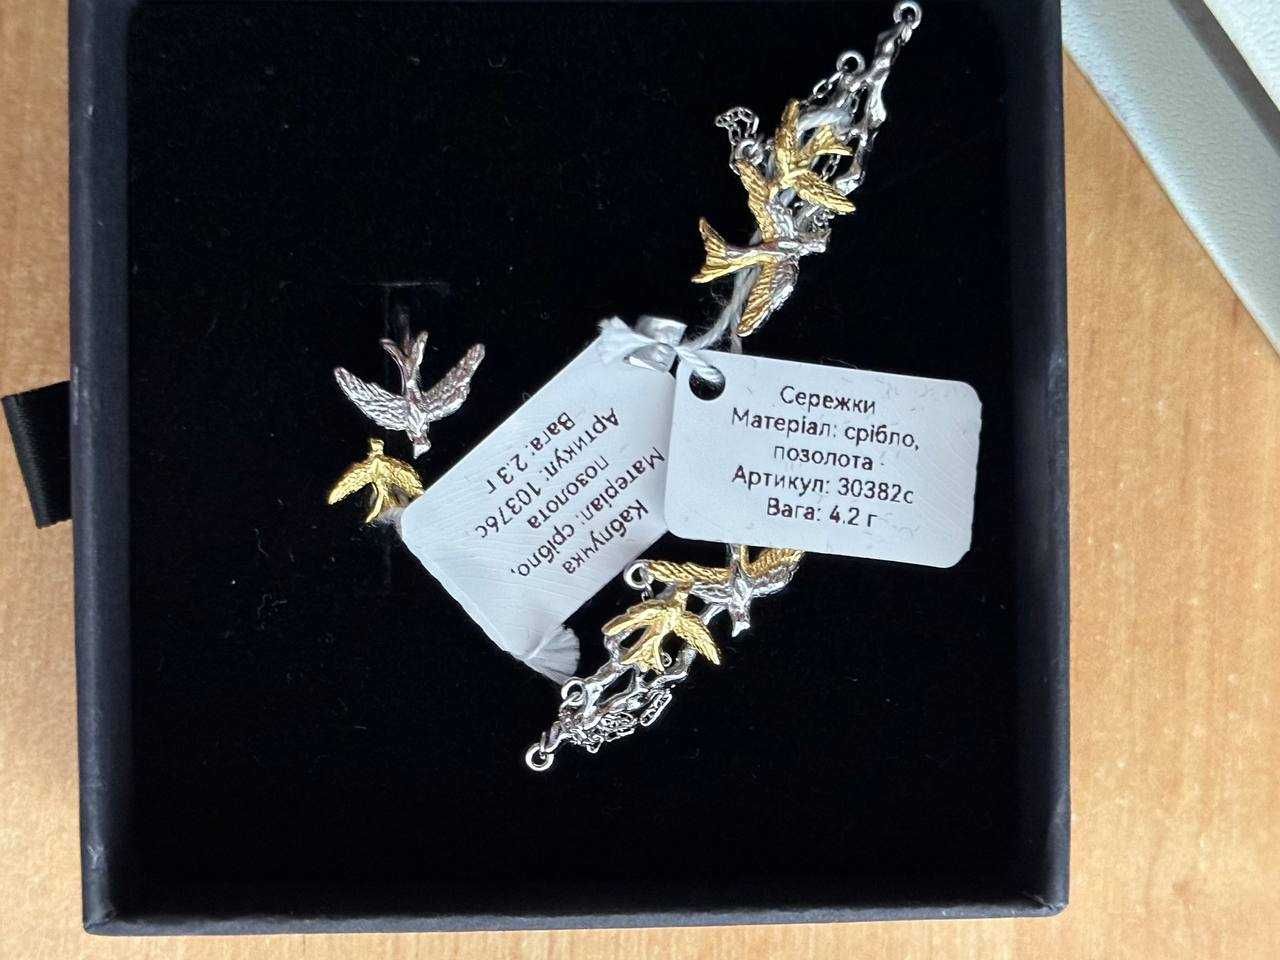 Сережки
Матеріал: срібло,
позолота
Артикул: 30382с
Вага: 4.2 г
Каблучка
Матеріал: срібло,
позолота
Артикул: 10376с
Вага: 2.3 г